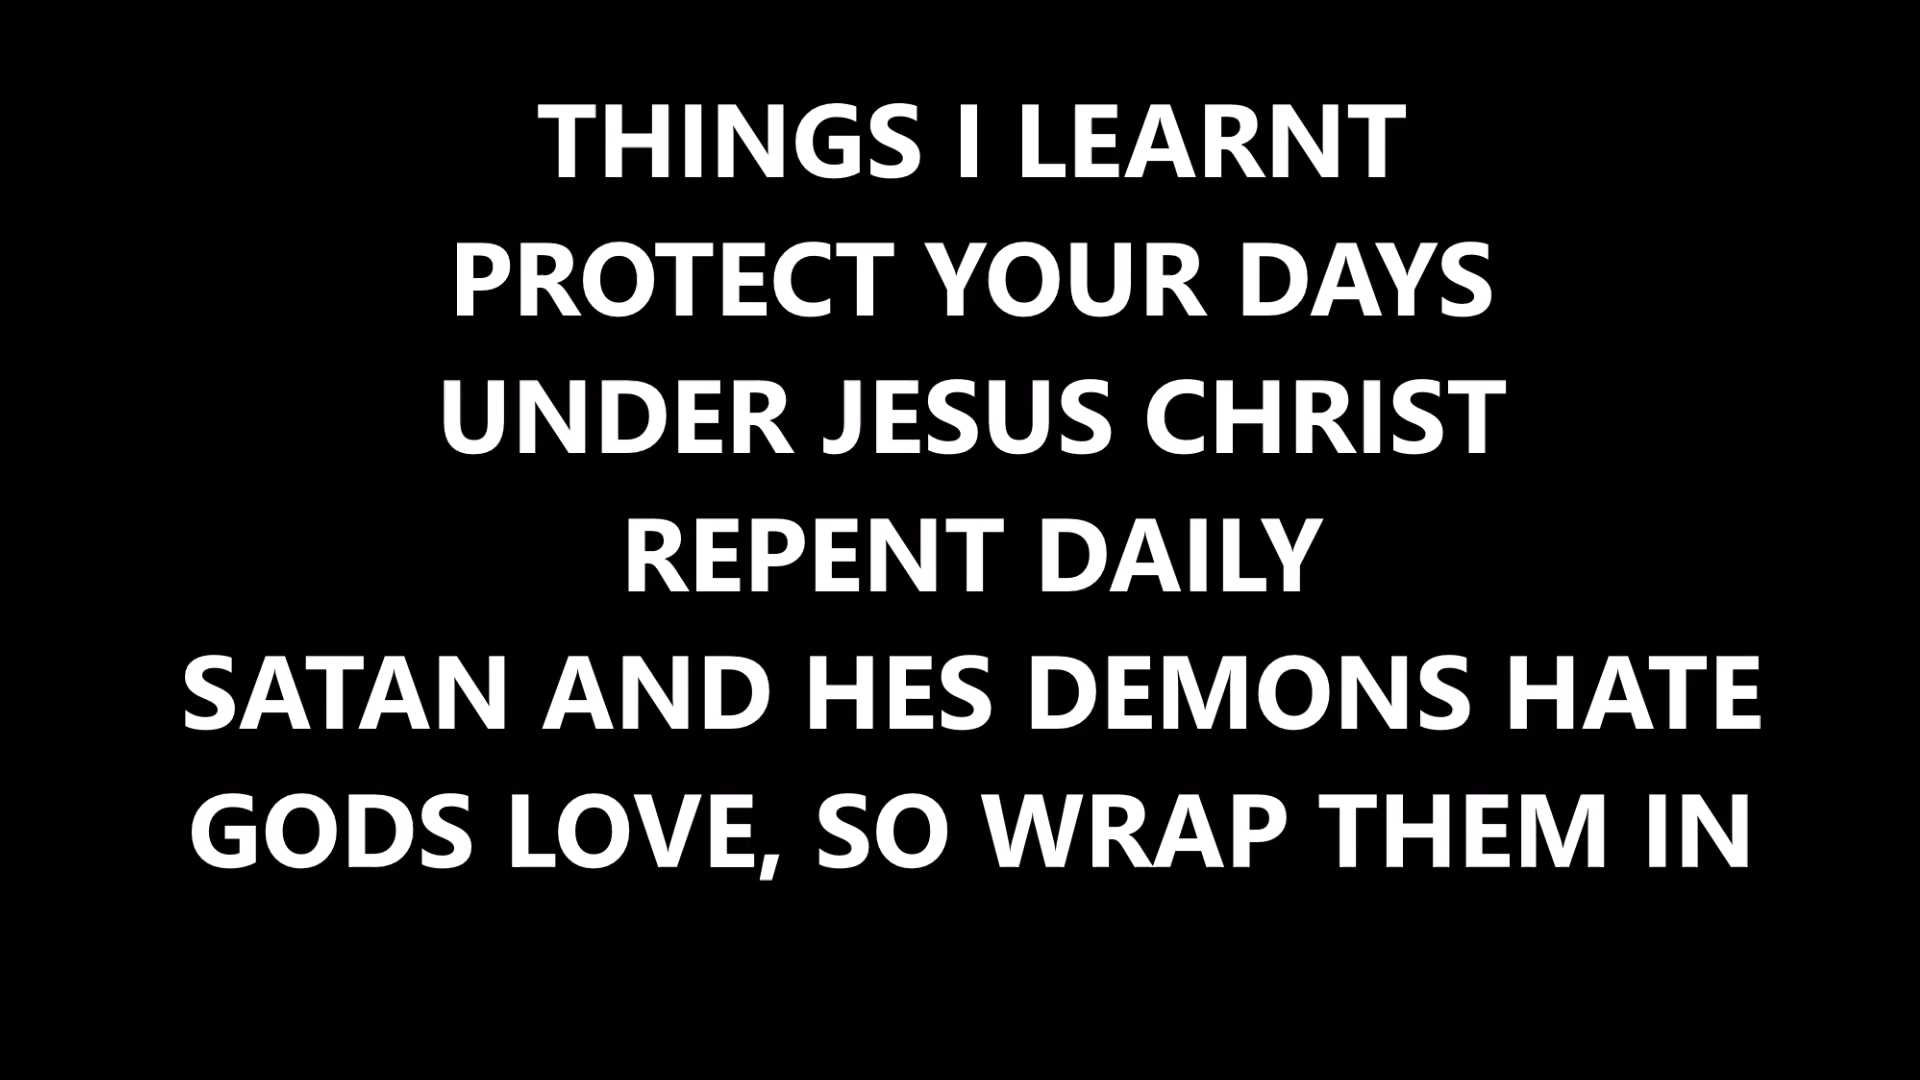 THINGS I LEARNT
PROTECT YOUR DAYS
UNDER JESUS CHRIST
REPENT DAILY
SATAN AND HES DEMONS HATE
GODS LOVE, SO WRAP THEM IN